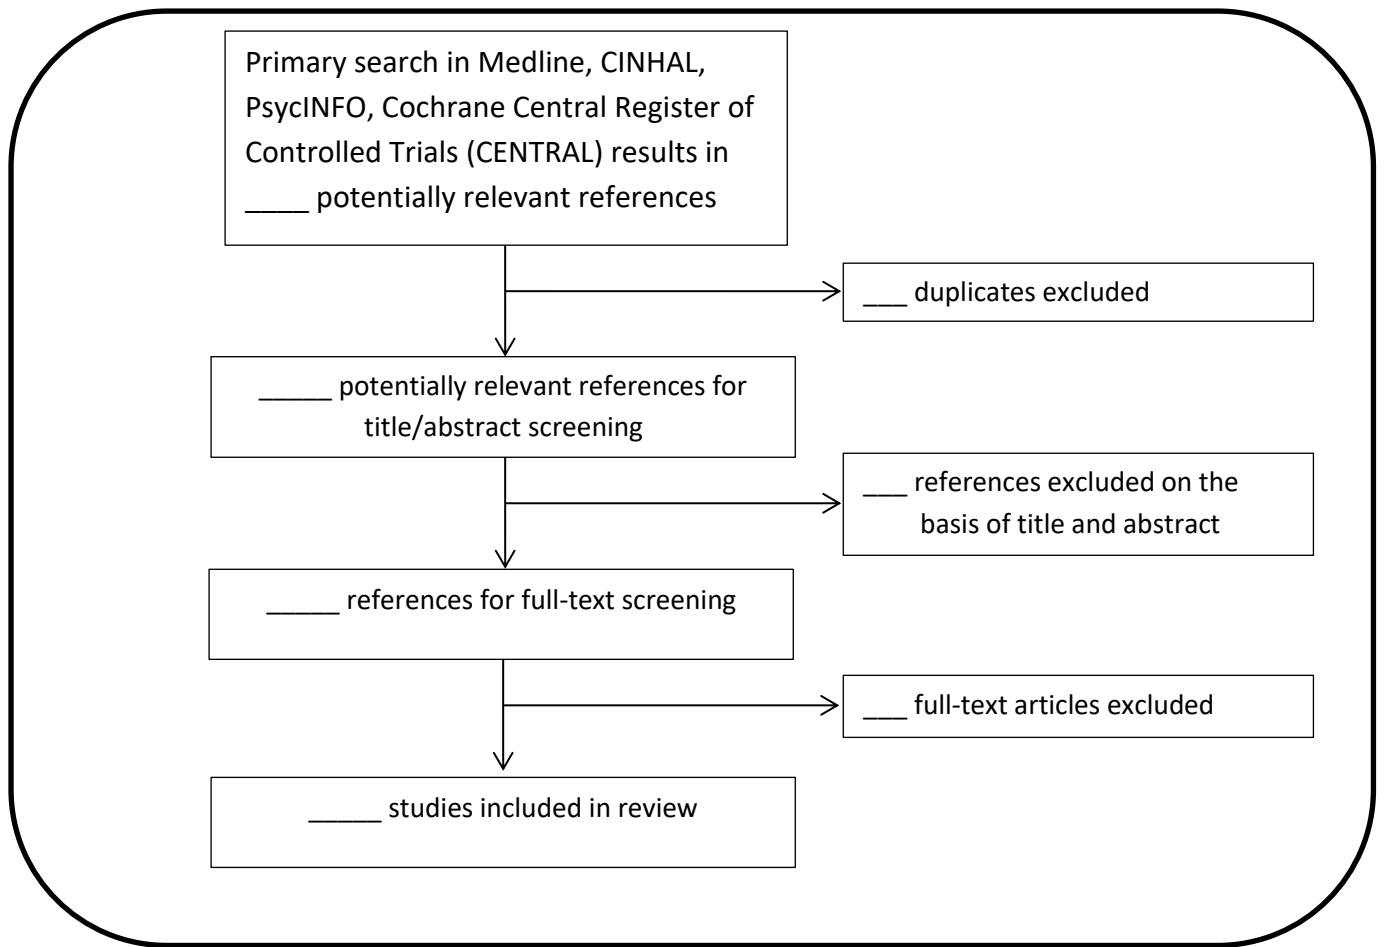 Primary search in Medline, CINHAL,
PsycINFO, Cochrane Central Register of
Controlled Trials (CENTRAL) results in
____ potentially relevant references
___ duplicates excluded
_____ potentially relevant references for
title/abstract screening
___ references excluded on the
basis of title and abstract
_____ references for full-text screening
___ full-text articles excluded
_____ studies included in review